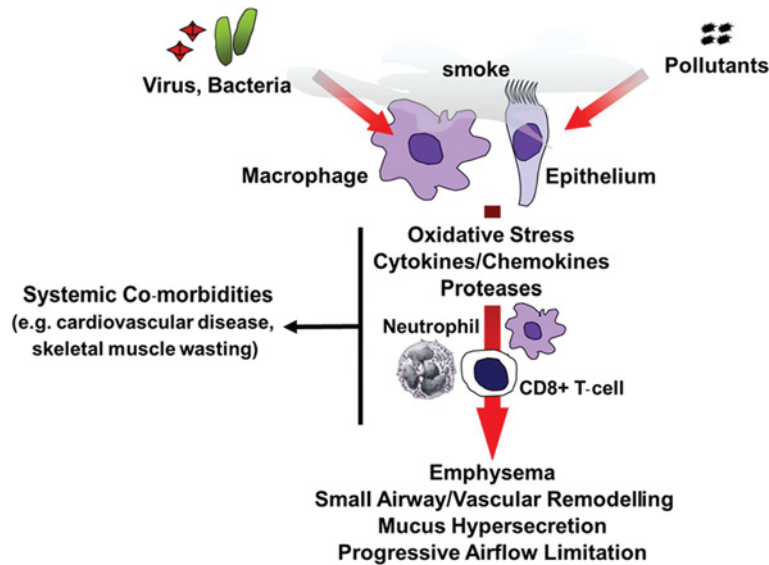 smoke
Virus, Bacteria
Pollutants
Macrophage
Epithelium
Oxidative Stress
Cytokines/Chemokines
Proteases
Systemic Co-morbidities
(e.g. cardiovascular disease,
skeletal muscle wasting)
Neutrophil
CD8+ T-cell
Emphysema
Small Airway/Vascular Remodelling
Mucus Hypersecretion
Progressive Airflow Limitation